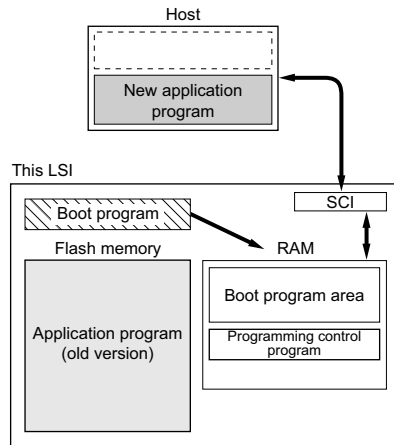 Host
New application
program
This LSI
SCI
Boot program
Flash memory
RAM
Application program
(old version)
Boot program area
Programming control
program